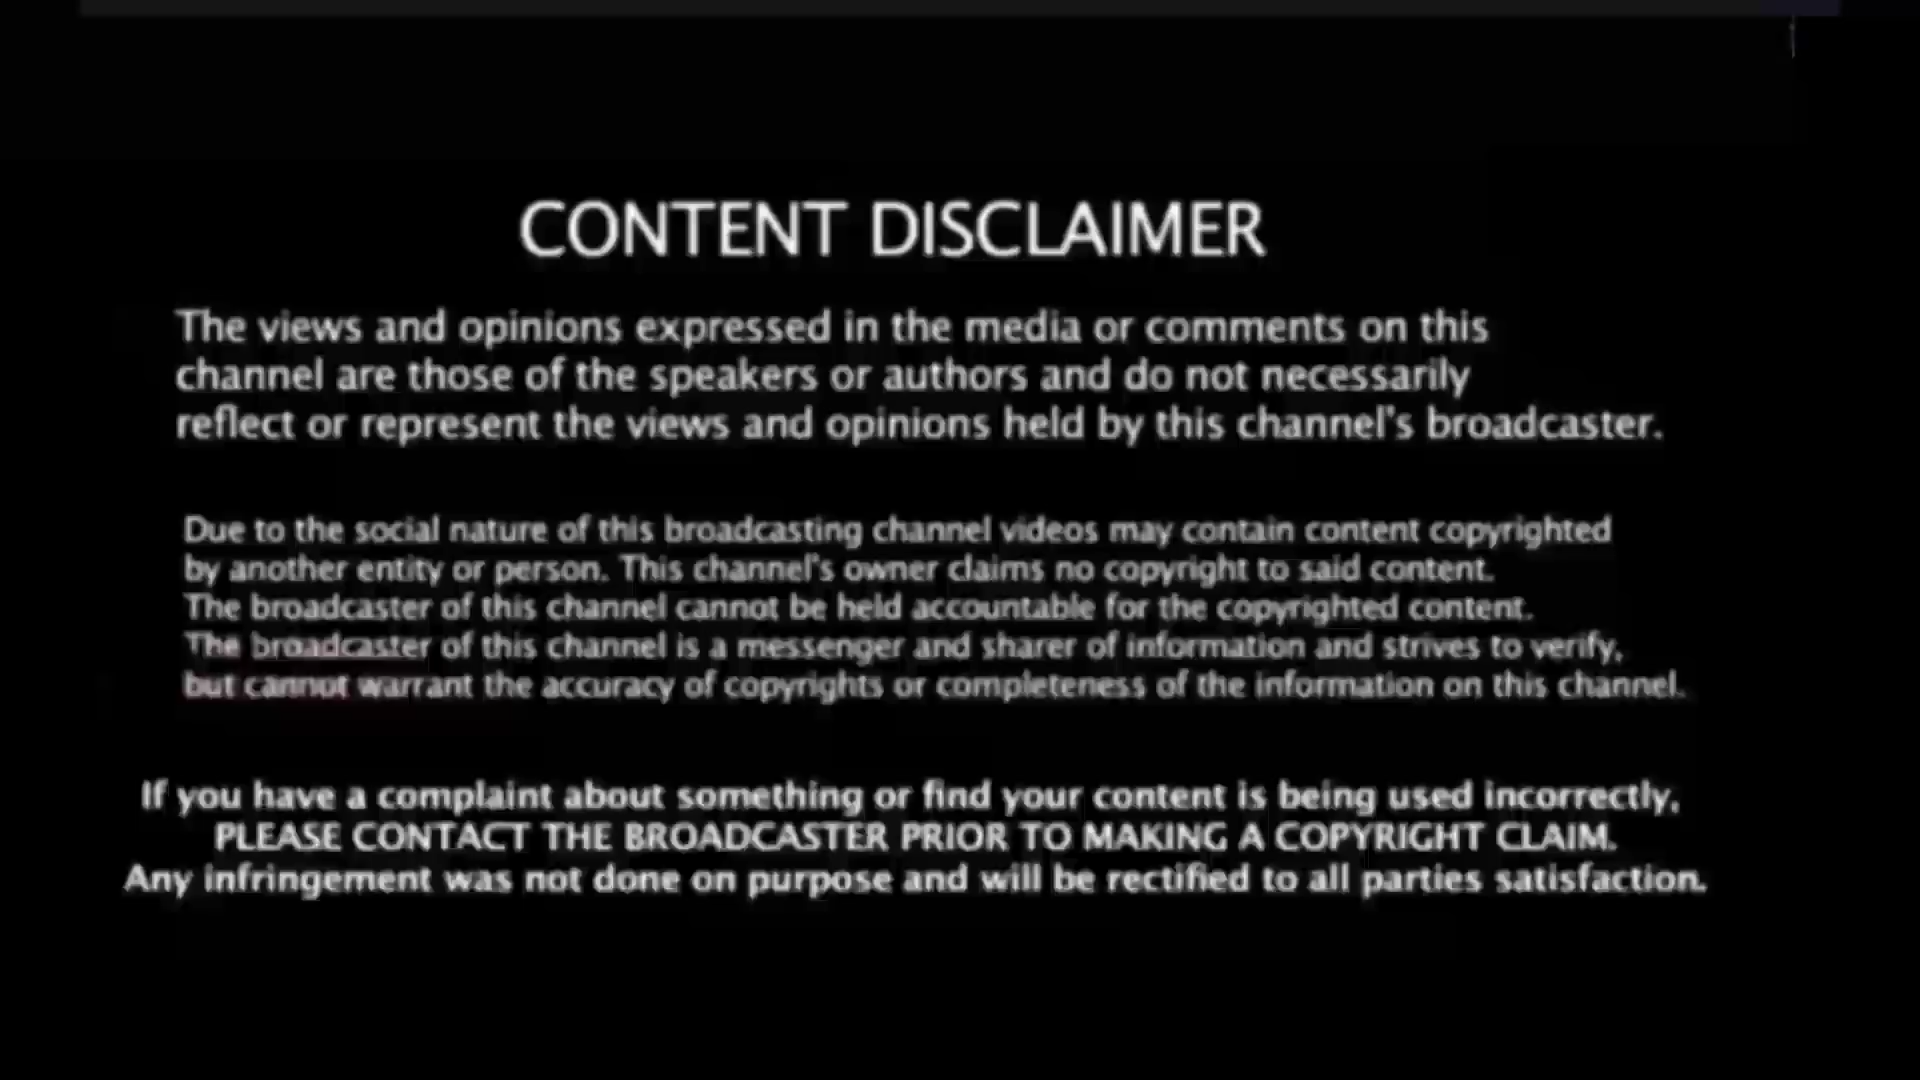 CONTENT DISCLAIMER
The views and opinions expressed in the media or comments on this
channel are those of the speakers or authors and do not necessarily
reflect or represent the views and opinions held by this channel's broadcaster.
Due to the social nature of this broadcasting channel videos may contain content copyrighted
by another entity or person. This channel's owner claims no copyright to said content.
The broadcaster of this channel cannot be held accountable for the copyrighted content.
The broadcaster of this channel is a messenger and sharer of information and strives to verify,
but cannot warrant the accuracy of copyrights or completeness of the information on this channel.
If you have a complaint about something or find your content is being used incorrectly,
PLEASE CONTACT THE BROADCASTER PRIOR TO MAKING A COPYRIGHT CLAIM.
Any infringement was not done on purpose and will be rectified to all parties satisfaction.